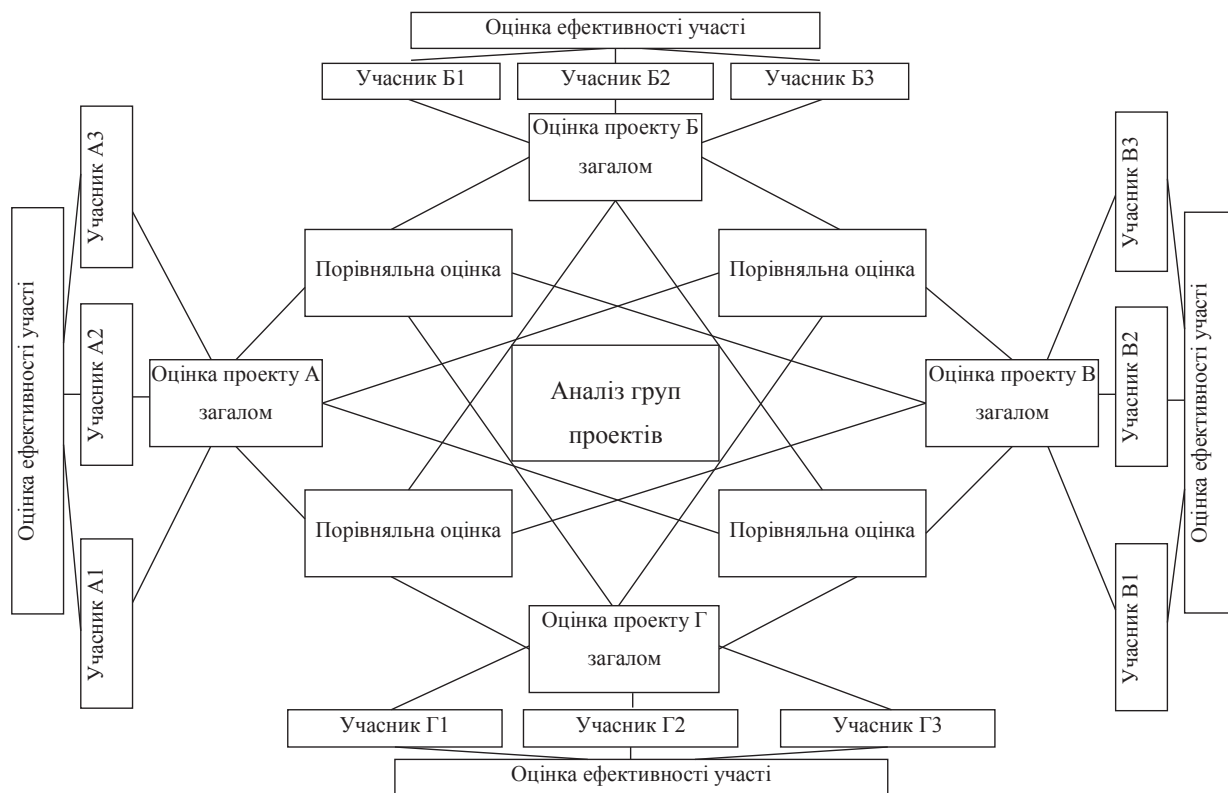 Оцінка ефективності участі
Учасник Б1
Учасник Б2
Учасник Б3
Оцінка проекту Б
загалом
Учасник А3
Учасник В3
Оцінка ефективності участі
Порівняльна оцінка
Порівняльна оцінка
Оцінка ефективності участі
Учасник А2
Оцінка проекту А
загалом
Аналіз груп
проектів
Оцінка проекту В
загалом
Учасник В2
Порівняльна оцінка
Порівняльна оцінка
Учасник А1
Учасник В1
Оцінка проекту Г
загалом
Учасник Г1
Учасник Г2
Учасник Г3
Оцінка ефективності участі